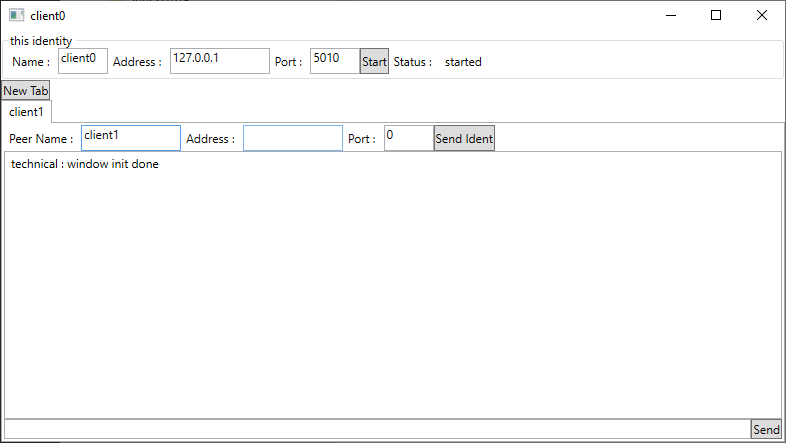 client0
this identity
Name : client0 Address : 127.0.0.1 Port : 5010 Start Status : started
New Tab
client1
Peer Name : client1 Address : Port : 0 Send Ident
technical : window init done
Send